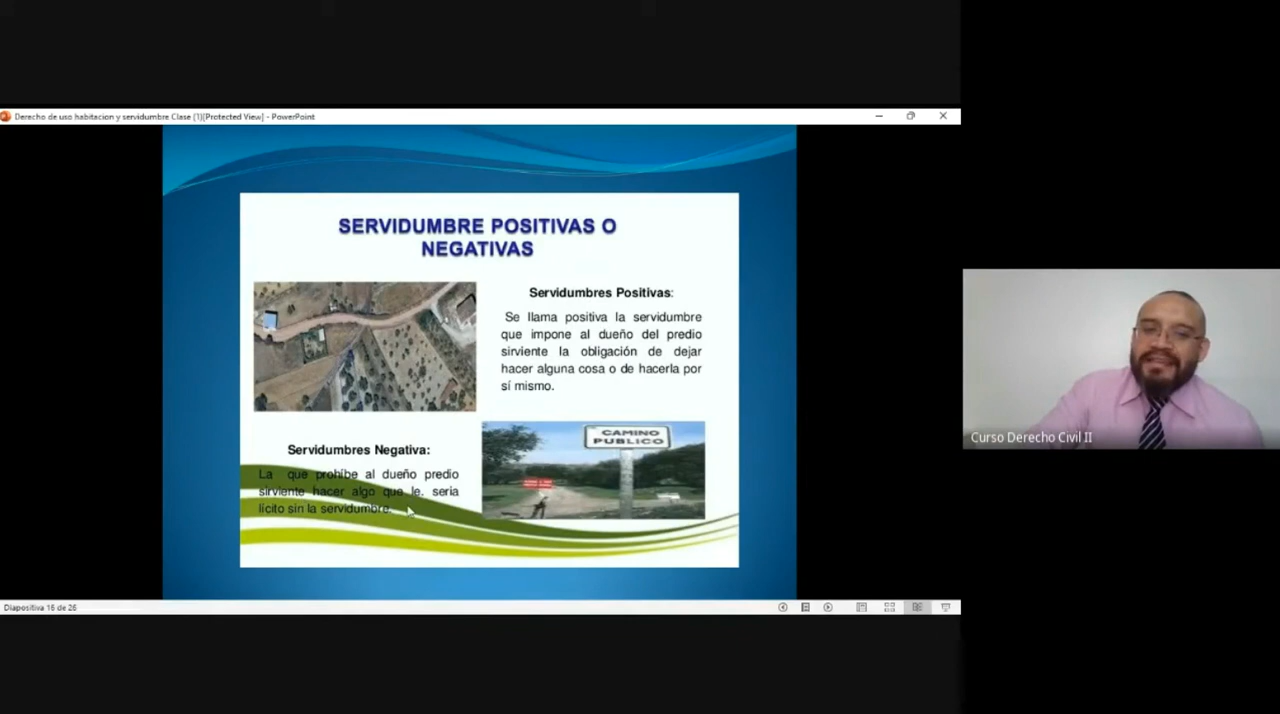 Derecho de uso habitacion y servidumbre Clase (1)[Protected View] - PowerPoint
SERVIDUMBRE POSITIVAS O
NEGATIVAS
Servidumbres Positivas:
Se llama positiva la servidumbre
que impone al dueño del predio
sirviente la obligación de dejar
hacer alguna cosa o de hacerla por
sí mismo.
CAMINO
PUBLICO
Servidumbres Negativa:
La que prohíbe al dueño predio
sirviente hacer algo que le. seria
lícito sin la servidumbre.
Curso Derecho Civil II
Diapositiva 16 de 26